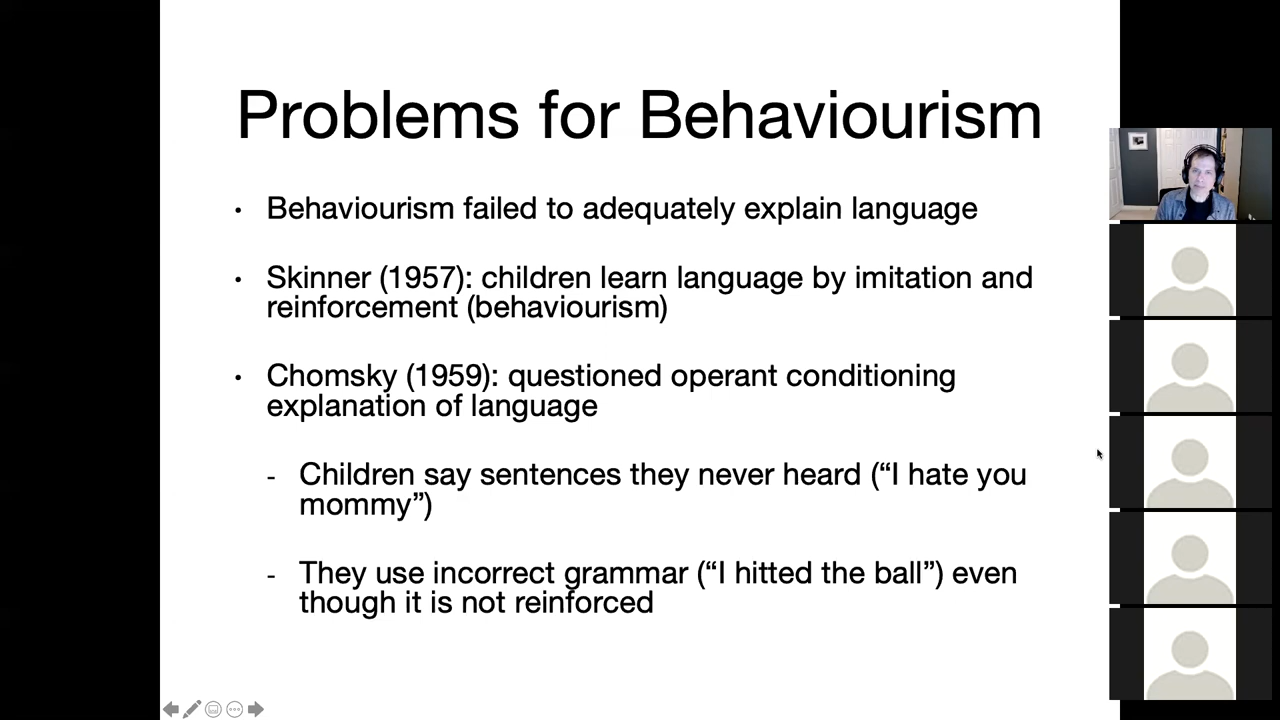 Problems for Behaviourism
• Behaviourism failed to adequately explain language
• Skinner (1957): children learn language by imitation and
reinforcement (behaviourism)
• Chomsky (1959): questioned operant conditioning
explanation of language
- Children say sentences they never heard (“I hate you
mommy”)
- They use incorrect grammar (“I hitted the ball”) even
though it is not reinforced